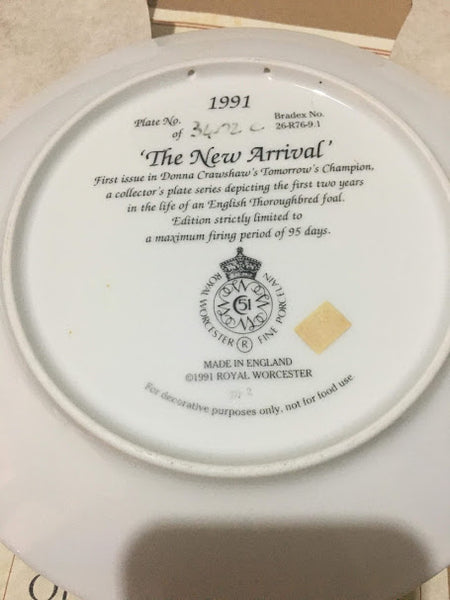 1991
Plate No.
of
Bradex No.
26-R76-9.1
'The New Arrival'
First issue in Donna Crawshaw's Tomorrow's Champion,
a collector's plate series depicting the first two years
in the life of an English Thoroughbred foal.
Edition strictly limited to
a maximum firing period of 95 days.
ROYAL WORCESTER ® FINE PORCELAIN
51
MADE IN ENGLAND
©1991 ROYAL WORCESTER
For decorative purposes only, not for food use